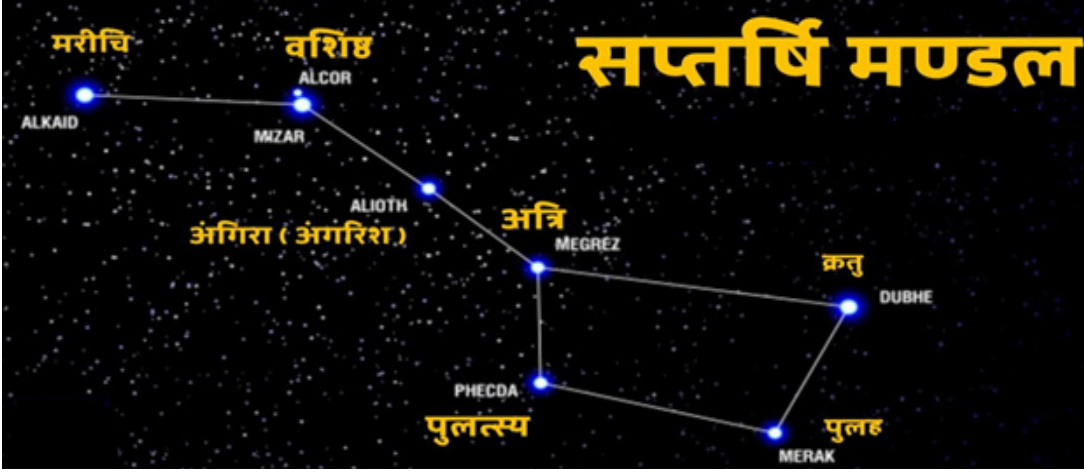 सप्तर्षि मण्डल
मरीचि
ALKAID
वशिष्ठ
ALCOR
MIZAR
ALIOTH
अंगिरा ( अंगरिश )
अत्रि
MEGREZ
क्रतु
DUBHE
PHECDA
पुलत्स्य
पुलह
MERAK